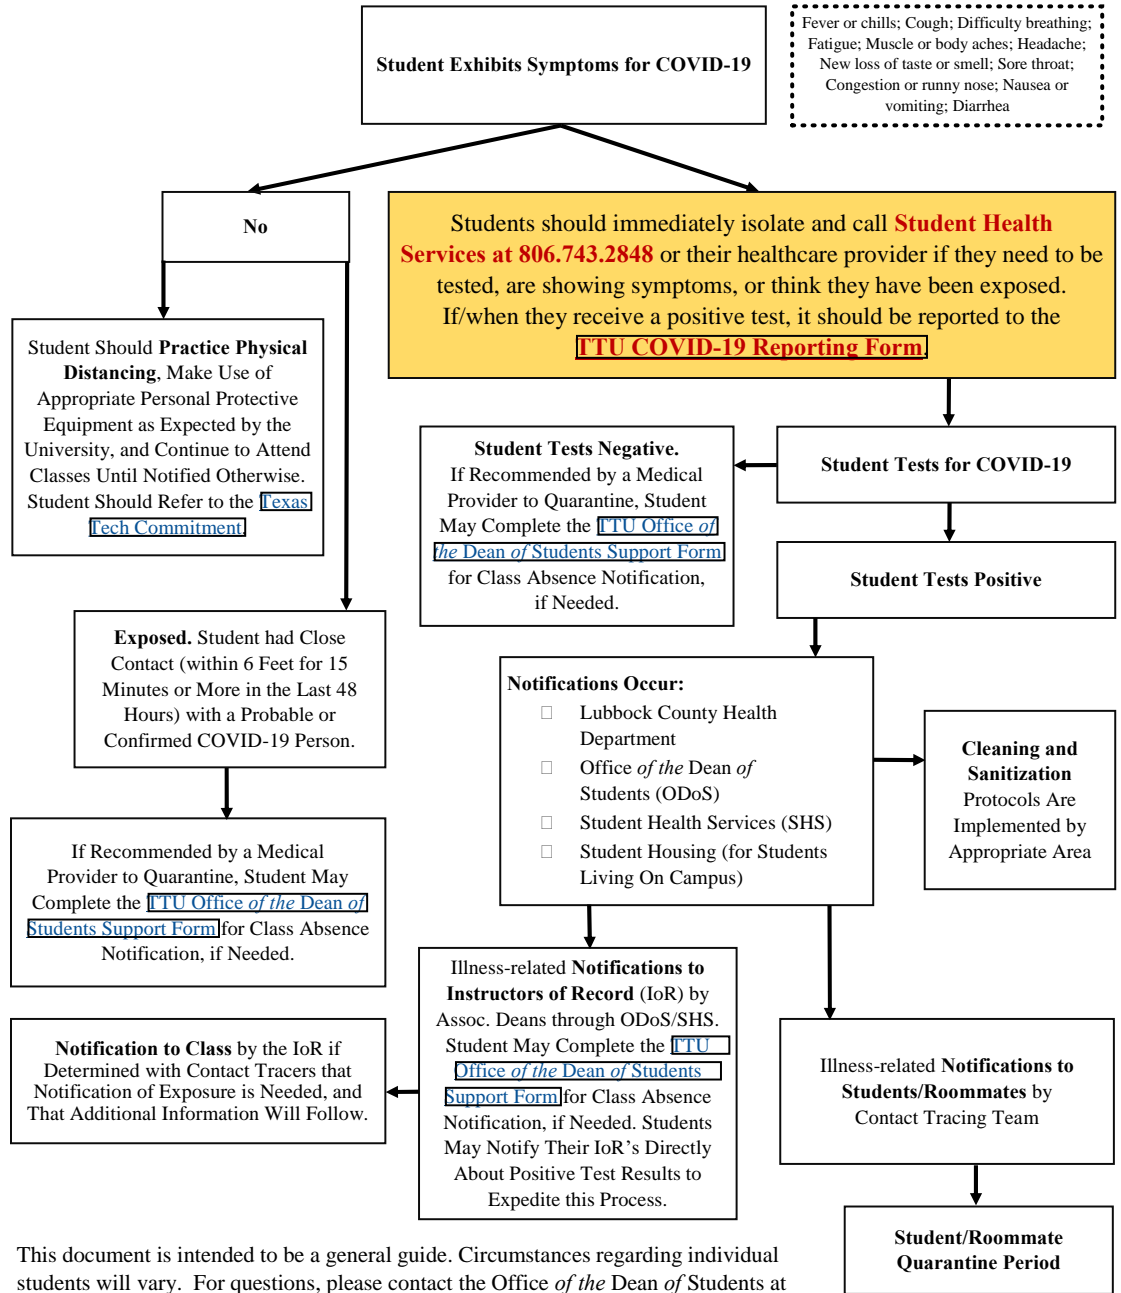 Student Exhibits Symptoms for COVID-19
Fever or chills; Cough; Difficulty breathing;
Fatigue; Muscle or body aches; Headache;
New loss of taste or smell; Sore throat;
Congestion or runny nose; Nausea or
vomiting; Diarrhea
No
Students should immediately isolate and call Student Health
Services at 806.743.2848 or their healthcare provider if they need to be
tested, are showing symptoms, or think they have been exposed.
If/when they receive a positive test, it should be reported to the
TTU COVID-19 Reporting Form.
Student Should Practice Physical
Distancing, Make Use of
Appropriate Personal Protective
Equipment as Expected by the
University, and Continue to Attend
Classes Until Notified Otherwise.
Student Should Refer to the Texas
Tech Commitment.
Student Tests Negative.
If Recommended by a Medical
Provider to Quarantine, Student
May Complete the TTU Office of
the Dean of Students Support Form
for Class Absence Notification,
if Needed.
Student Tests for COVID-19
Student Tests Positive
Exposed. Student had Close
Contact (within 6 Feet for 15
Minutes or More in the Last 48
Hours) with a Probable or
Confirmed COVID-19 Person.
Notifications Occur:
Lubbock County Health
Department
Office of the Dean of
Students (ODoS)
Student Health Services (SHS)
Student Housing (for Students
Living On Campus)
Cleaning and
Sanitization
Protocols Are
Implemented by
Appropriate Area
If Recommended by a Medical
Provider to Quarantine, Student May
Complete the TTU Office of the Dean of
Students Support Form for Class Absence
Notification, if Needed.
Illness-related Notifications to
Instructors of Record (IoR) by
Assoc. Deans through ODoS/SHS.
Student May Complete the TTU
Office of the Dean of Students
Support Form for Class Absence
Notification, if Needed. Students
May Notify Their IoR's Directly
About Positive Test Results to
Expedite this Process.
Notification to Class by the IoR if
Determined with Contact Tracers that
Notification of Exposure is Needed, and
That Additional Information Will Follow.
Illness-related Notifications to
Students/Roommates by
Contact Tracing Team
Student/Roommate
Quarantine Period
This document is intended to be a general guide. Circumstances regarding individual
students will vary. For questions, please contact the Office of the Dean of Students at